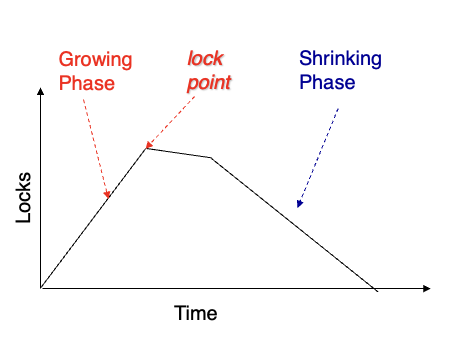 Growing
Phase
lock
point
Shrinking
Phase
Locks
Time